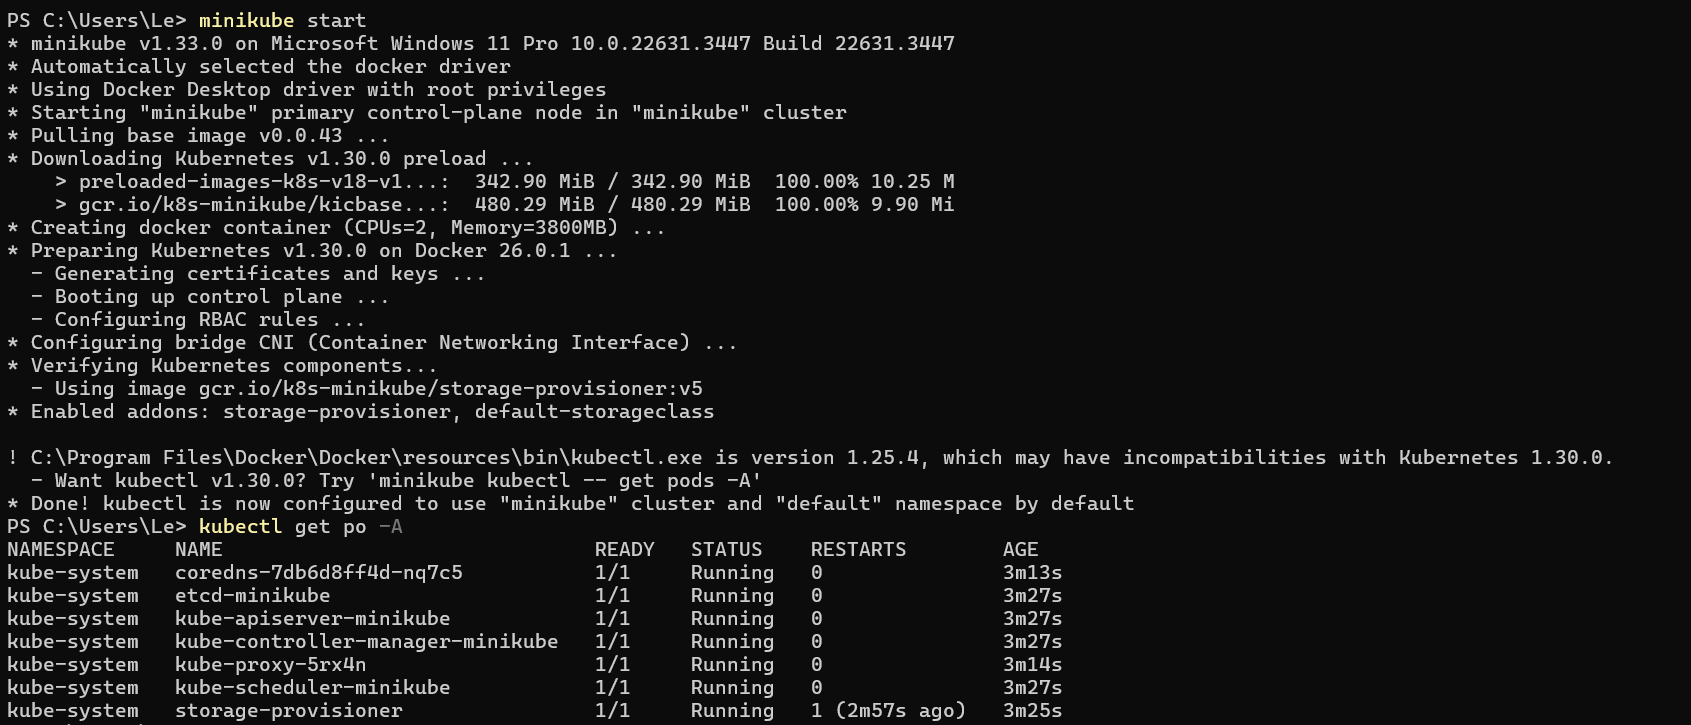 PS C:\Users\Le> minikube start
* minikube v1.33.0 on Microsoft Windows 11 Pro 10.0.22631.3447 Build 22631.3447
* Automatically selected the docker driver
* Using Docker Desktop driver with root privileges
* Starting "minikube" primary control-plane node in "minikube" cluster
* Pulling base image v0.0.43 ...
* Downloading Kubernetes v1.30.0 preload ...
    > preloaded-images-k8s-v18-v1...:  342.90 MiB / 342.90 MiB  100.00% 10.25 M
    > gcr.io/k8s-minikube/kicbase...:  480.29 MiB / 480.29 MiB  100.00% 9.90 Mi
* Creating docker container (CPUs=2, Memory=3800MB) ...
* Preparing Kubernetes v1.30.0 on Docker 26.0.1 ...
  - Generating certificates and keys ...
  - Booting up control plane ...
  - Configuring RBAC rules ...
* Configuring bridge CNI (Container Networking Interface) ...
* Verifying Kubernetes components...
  - Using image gcr.io/k8s-minikube/storage-provisioner:v5
* Enabled addons: storage-provisioner, default-storageclass

! C:\Program Files\Docker\Docker\resources\bin\kubectl.exe is version 1.25.4, which may have incompatibilities with Kubernetes 1.30.0.
  - Want kubectl v1.30.0? Try 'minikube kubectl -- get pods -A'
* Done! kubectl is now configured to use "minikube" cluster and "default" namespace by default
PS C:\Users\Le> kubectl get po -A
NAMESPACE     NAME                               READY   STATUS    RESTARTS        AGE
kube-system   coredns-7db6d8ff4d-nq7c5           1/1     Running   0               3m13s
kube-system   etcd-minikube                      1/1     Running   0               3m27s
kube-system   kube-apiserver-minikube            1/1     Running   0               3m27s
kube-system   kube-controller-manager-minikube   1/1     Running   0               3m27s
kube-system   kube-proxy-5rx4n                   1/1     Running   0               3m14s
kube-system   kube-scheduler-minikube            1/1     Running   0               3m27s
kube-system   storage-provisioner                1/1     Running   1 (2m57s ago)   3m25s